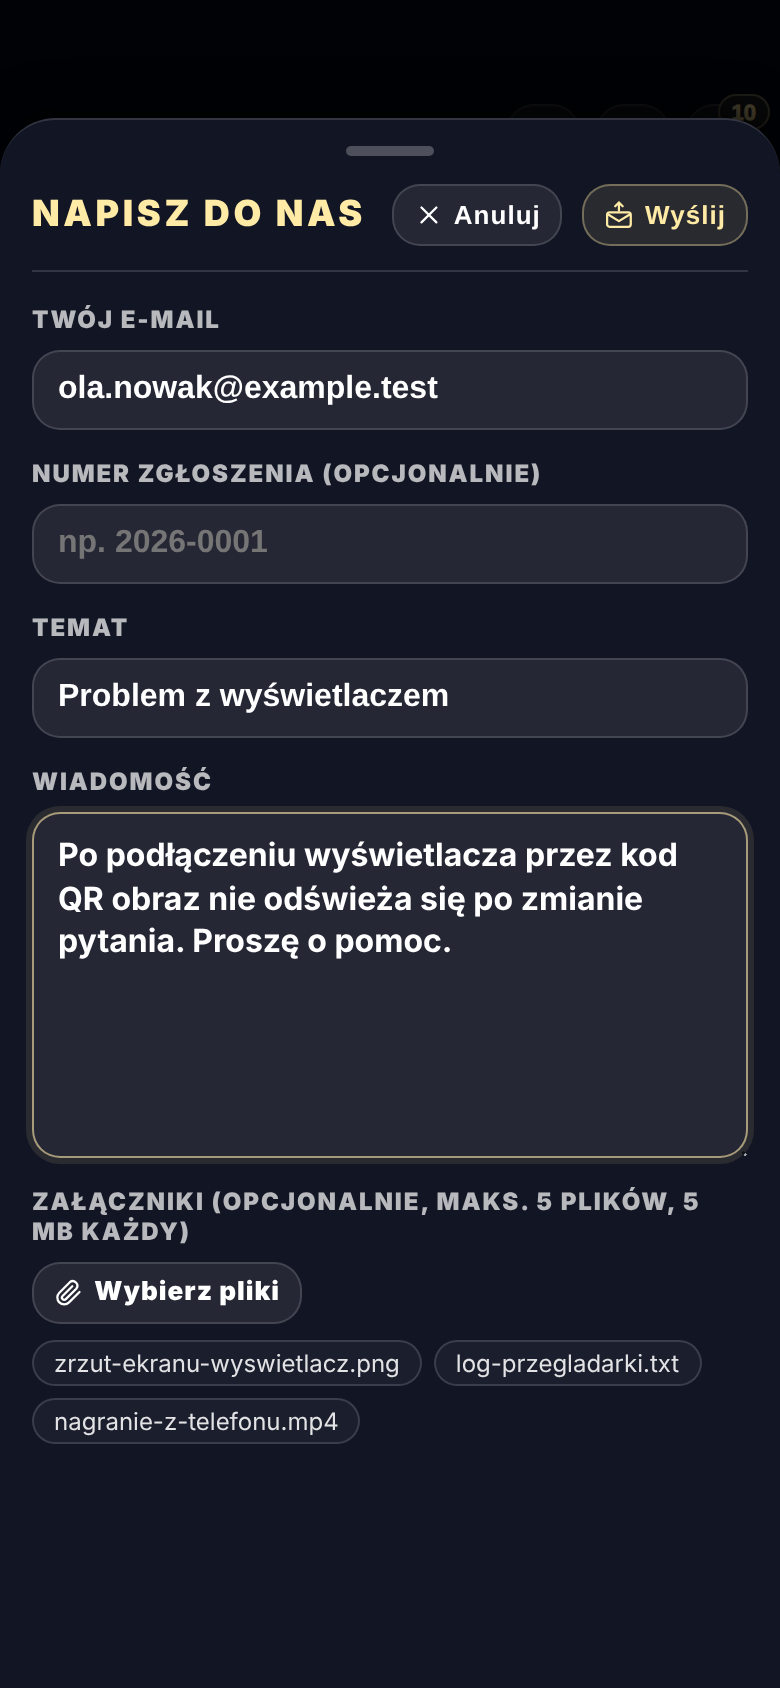 10
NAPISZ DO NAS
Anuluj
Wyślij
TWÓJ E-MAIL
ola.nowak@example.test
NUMER ZGŁOSZENIA (OPCJONALNIE)
np. 2026-0001
TEMAT
Problem z wyświetlaczem
WIADOMOŚĆ
Po podłączeniu wyświetlacza przez kod
QR obraz nie odświeża się po zmianie
pytania. Proszę o pomoc.
ZAŁĄCZNIKI (OPCJONALNIE, MAKS. 5 PLIKÓW, 5
MB KAŻDY)
Wybierz pliki
zrzut-ekranu-wyswietlacz.png
log-przegladarki.txt
nagranie-z-telefonu.mp4